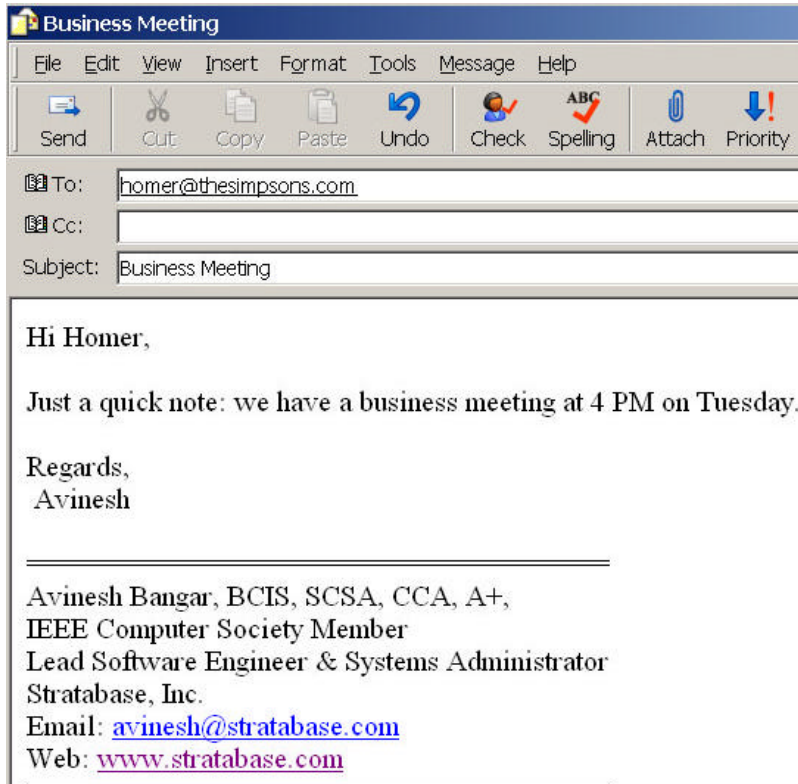 Business Meeting
File Edit View Insert Format Tools Message Help
Send Cut Copy Paste Undo Check ABC Spelling Attach Priority
To: homer@thesimpsons.com
Cc:
Subject: Business Meeting
Hi Homer,
Just a quick note: we have a business meeting at 4 PM on Tuesday.
Regards,
Avinesh
Avinesh Bangar, BCIS, SCSA, CCA, A+,
IEEE Computer Society Member
Lead Software Engineer & Systems Administrator
Stratabase, Inc.
Email: avinesh@stratabase.com
Web: www.stratabase.com